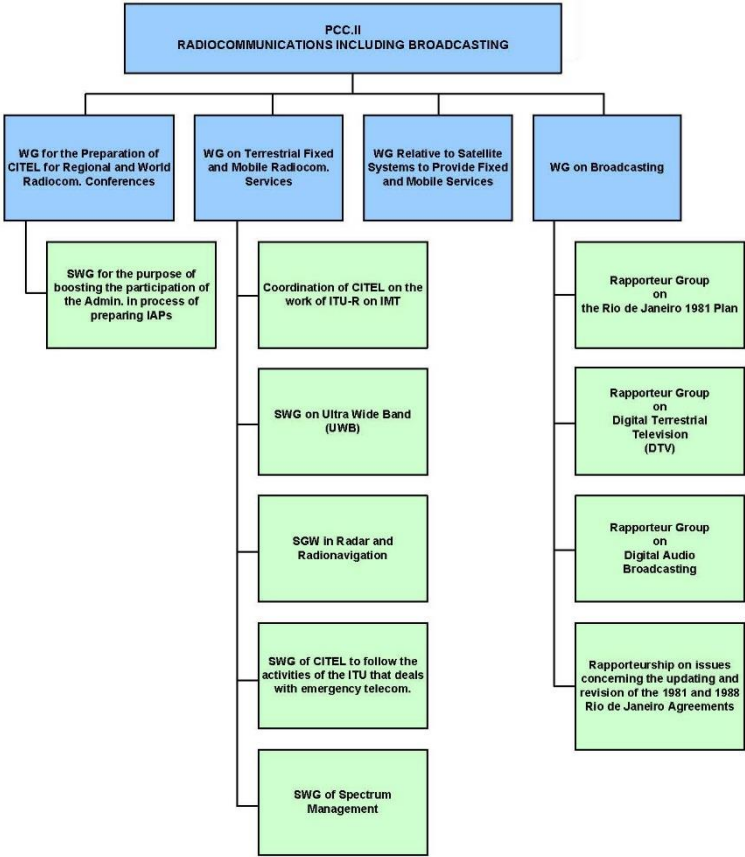 PCC.II
RADIOCOMMUNICATIONS INCLUDING BROADCASTING
WG for the Preparation of
CITEL for Regional and World
Radiocom. Conferences
WG on Terrestrial Fixed
and Mobile Radiocom.
Services
WG Relative to Satellite
Systems to Provide Fixed
and Mobile Services
WG on Broadcasting
SWG for the purpose of
boosting the participation of
the Admin. in process of
preparing IAPs
Coordination of CITEL on the
work of ITU-R on IMT
SWG on Ultra Wide Band
(UWB)
SGW in Radar and
Radionavigation
SWG of CITEL to follow the
activities of the ITU that deals
with emergency telecom.
SWG of Spectrum
Management
Rapporteur Group
on
the Rio de Janeiro 1981 Plan
Rapporteur Group
on
Digital Terrestrial
Television
(DTV)
Rapporteur Group
on
Digital Audio
Broadcasting
Rapporteurship on issues
concerning the updating and
revision of the 1981 and 1988
Rio de Janeiro Agreements